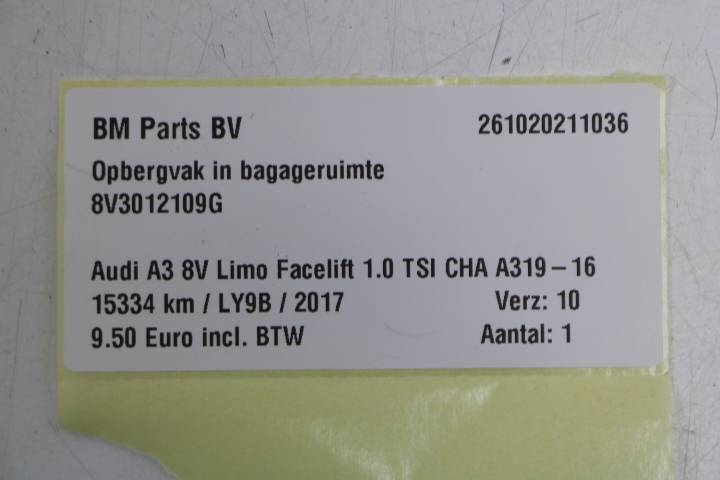 BM Parts BV 261020211036
Opbergvak in bagageruimte
8V3012109G
Audi A3 8V Limo Facelift 1.0 TSI CHA A319 – 16
15334 km / LY9B / 2017 Verz: 10
9.50 Euro incl. BTW Aantal: 1